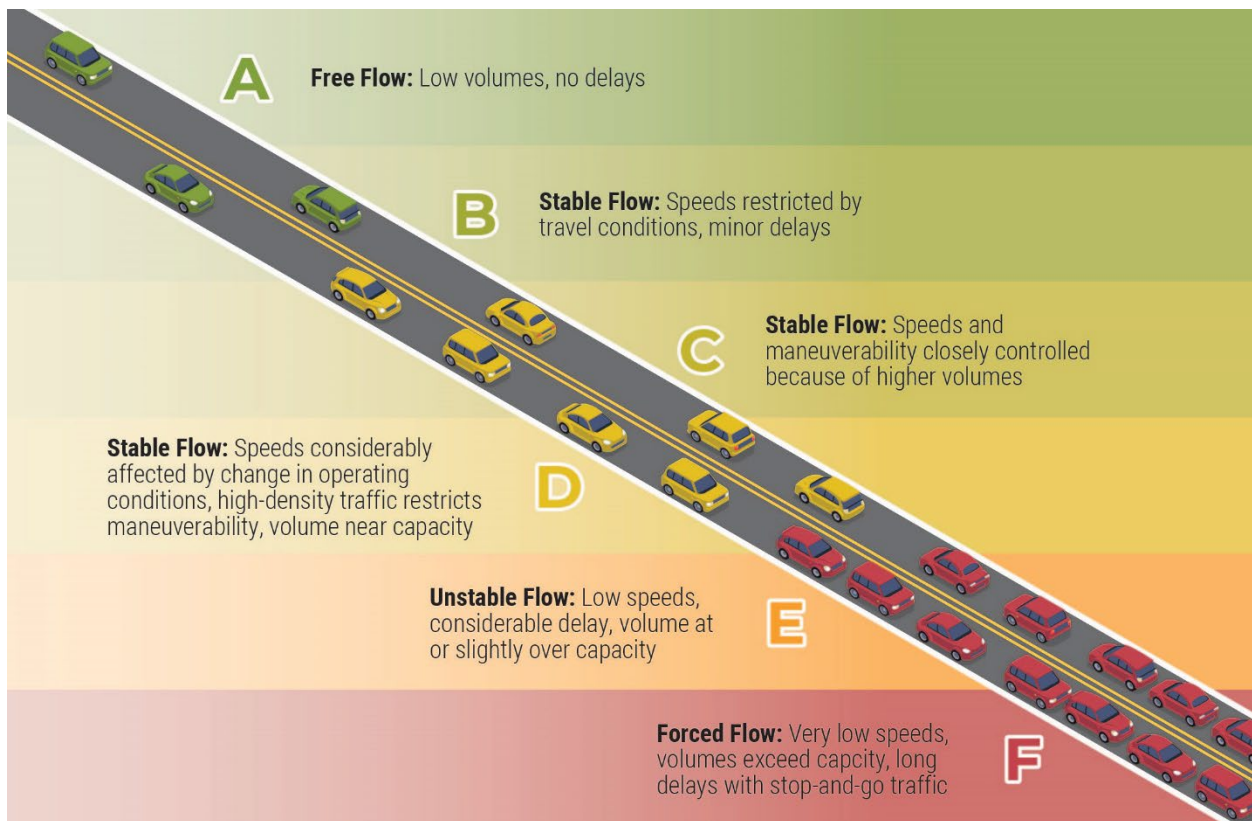 A
Free Flow: Low volumes, no delays
B
Stable Flow: Speeds restricted by
travel conditions, minor delays
C
Stable Flow: Speeds and
maneuverability closely controlled
because of higher volumes
Stable Flow: Speeds considerably
affected by change in operating
conditions, high-density traffic restricts
maneuverability, volume near capacity
D
Unstable Flow: Low speeds,
considerable delay, volume at
or slightly over capacity
E
Forced Flow: Very low speeds,
volumes exceed capcity, long
delays with stop-and-go traffic
F